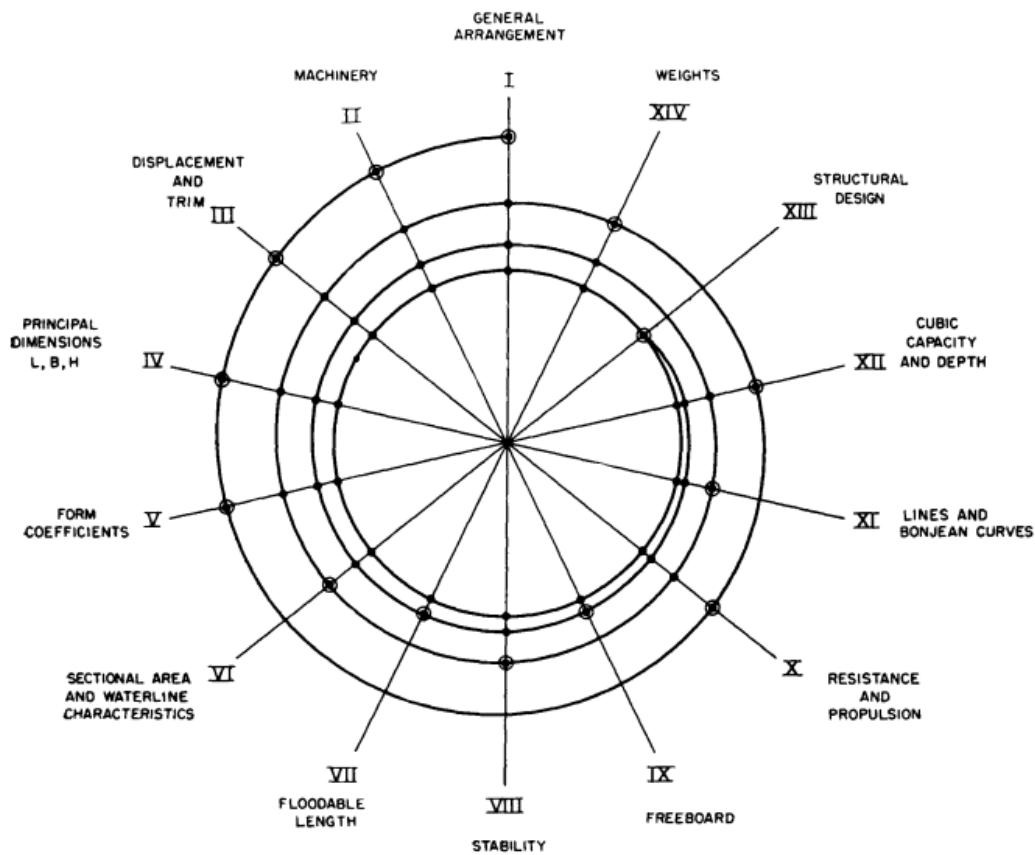 GENERAL
ARRANGEMENT
I
MACHINERY
II
DISPLACEMENT
AND
TRIM
III
PRINCIPAL
DIMENSIONS
L, B, H
IV
FORM
COEFFICIENTS
V
SECTIONAL AREA
AND WATERLINE
CHARACTERISTICS
VI
VII
FLOODABLE
LENGTH
VIII
STABILITY
IX
FREEBOARD
X
RESISTANCE
AND
PROPULSION
XI
LINES AND
BONJEAN CURVES
XII
CUBIC
CAPACITY
AND DEPTH
XIII
STRUCTURAL
DESIGN
XIV
WEIGHTS